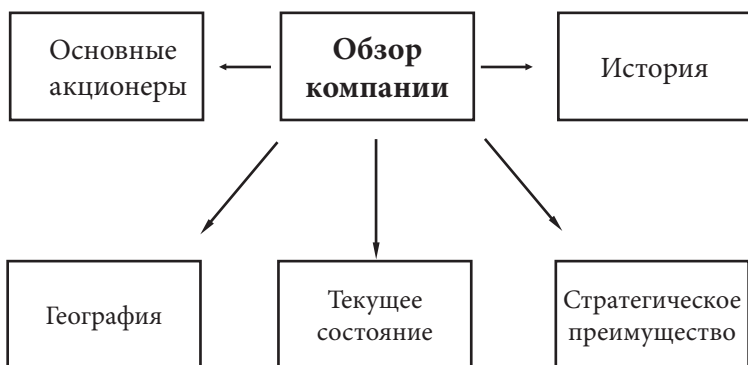 Основные
акционеры
Обзор
компании
История
География
Текущее
состояние
Стратегическое
преимущество